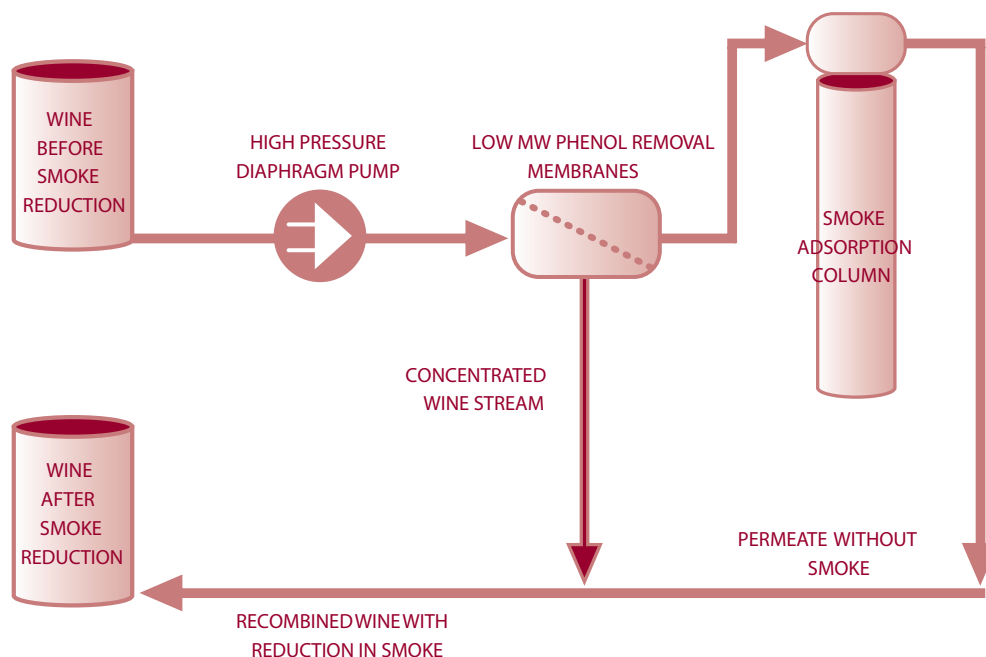 WINE
BEFORE
SMOKE
REDUCTION
HIGH PRESSURE
DIAPHRAGM PUMP
LOW MW PHENOL REMOVAL
MEMBRANES
SMOKE
ADSORPTION
COLUMN
CONCENTRATED
WINE STREAM
WINE
AFTER
SMOKE
REDUCTION
PERMEATE WITHOUT
SMOKE
RECOMBINED WINE WITH
REDUCTION IN SMOKE